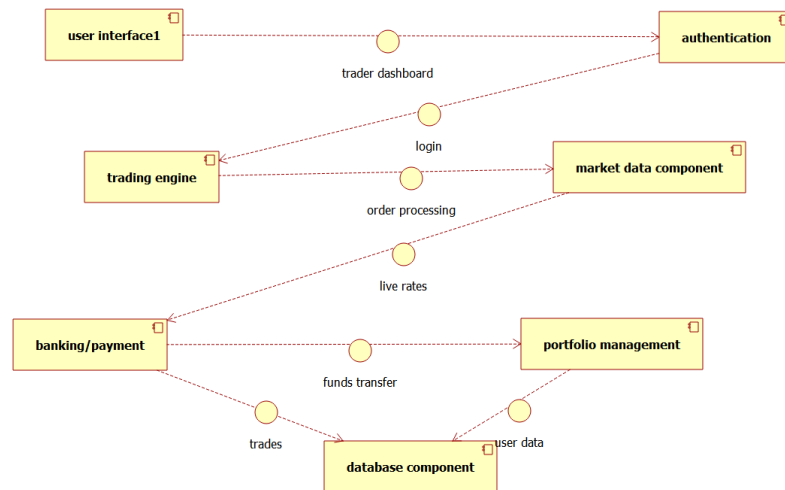 user interface1
authentication
trader dashboard
login
trading engine
market data component
order processing
live rates
banking/payment
portfolio management
funds transfer
trades
user data
database component